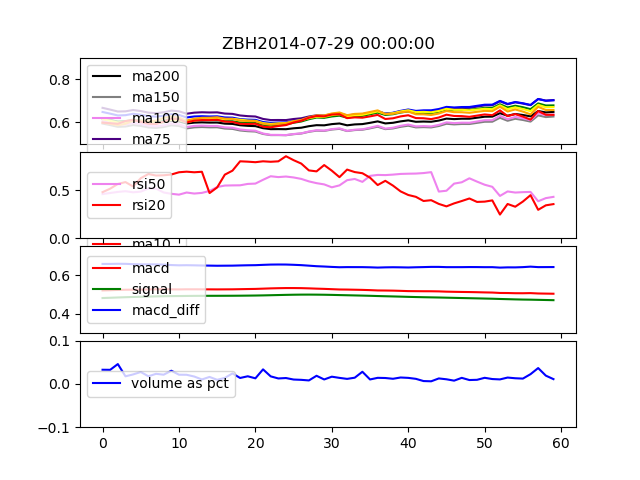 ZBH2014-07-29 00:00:00
0.8
0.6
ma200
ma150
ma100
ma75
0.5
0.0
rsi50
rsi20
ma10
0.6
0.4
macd
signal
macd_diff
0.1
0.0
−0.1
volume as pct
0 10 20 30 40 50 60